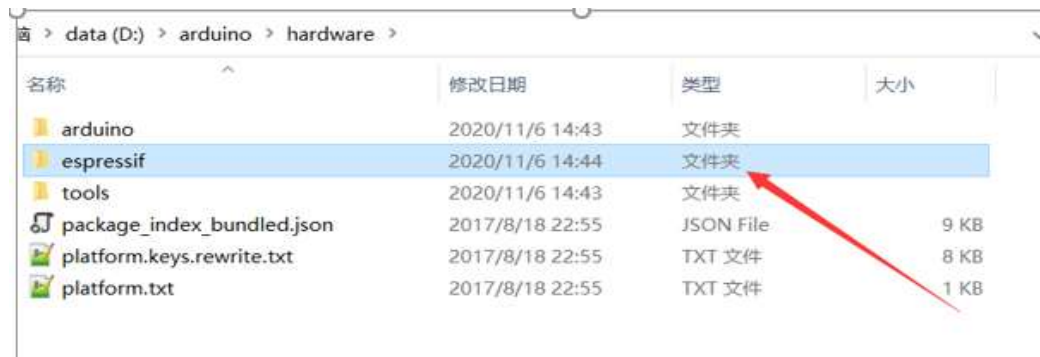 data (D:) > arduino > hardware >
名称 修改日期 类型 大小
arduino 2020/11/6 14:43 文件夹
espressif 2020/11/6 14:44 文件夹
tools 2020/11/6 14:43 文件夹
package_index_bundled.json 2017/8/18 22:55 JSON File 9 KB
platform.keys.rewrite.txt 2017/8/18 22:55 TXT 文件 8 KB
platform.txt 2017/8/18 22:55 TXT 文件 1 KB